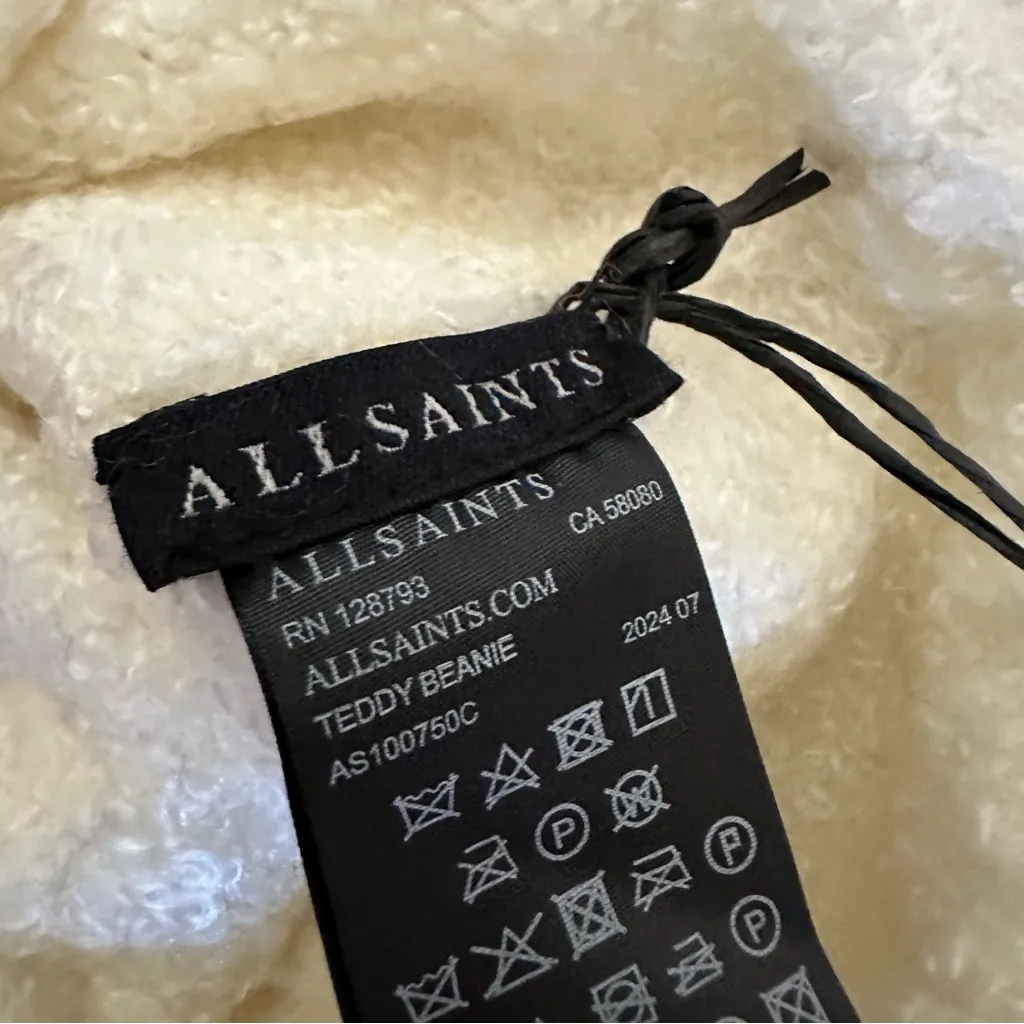 ALLSAINTS
ALLSAINTS
CA 58080
RN 128793
ALLSAINTS.COM
2024 07
TEDDY BEANIE
AS100750C
P
W
P
P